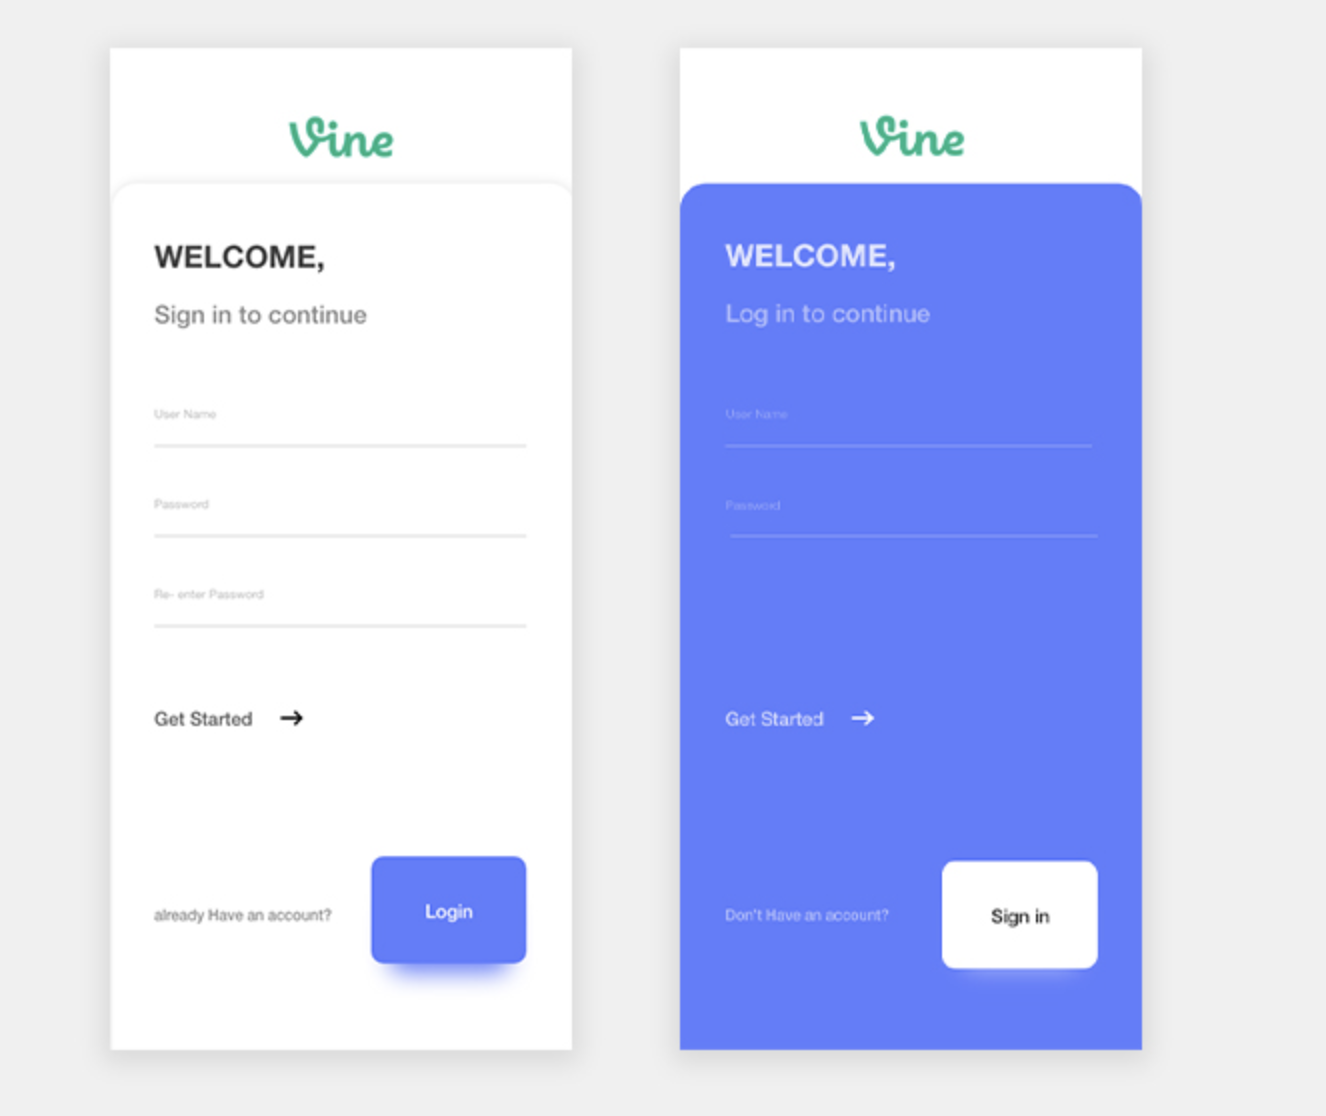 Vine
WELCOME,
Sign in to continue
User Name
Password
Re- enter Password
Get Started
already Have an account?
Login
Vine
WELCOME,
Log in to continue
User Name
Password
Get Started
Don't Have an account?
Sign in